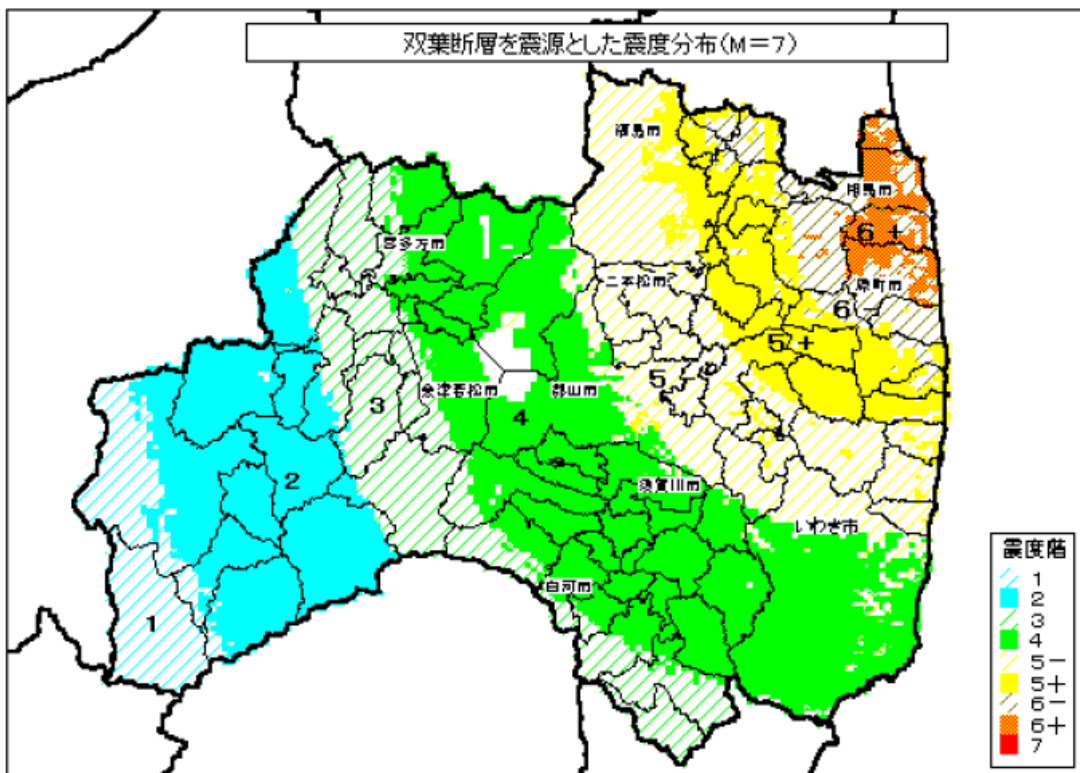 双葉断層を震源とした震度分布(M=7)
福島市
相馬市
6+
喜多方市
二本松市
原町市
6-
5+
5-
会津若松市
郡山市
3
4
2
須賀川市
いわき市
白河市
1
震度階
1
2
3
4
5-
5+
6-
6+
7